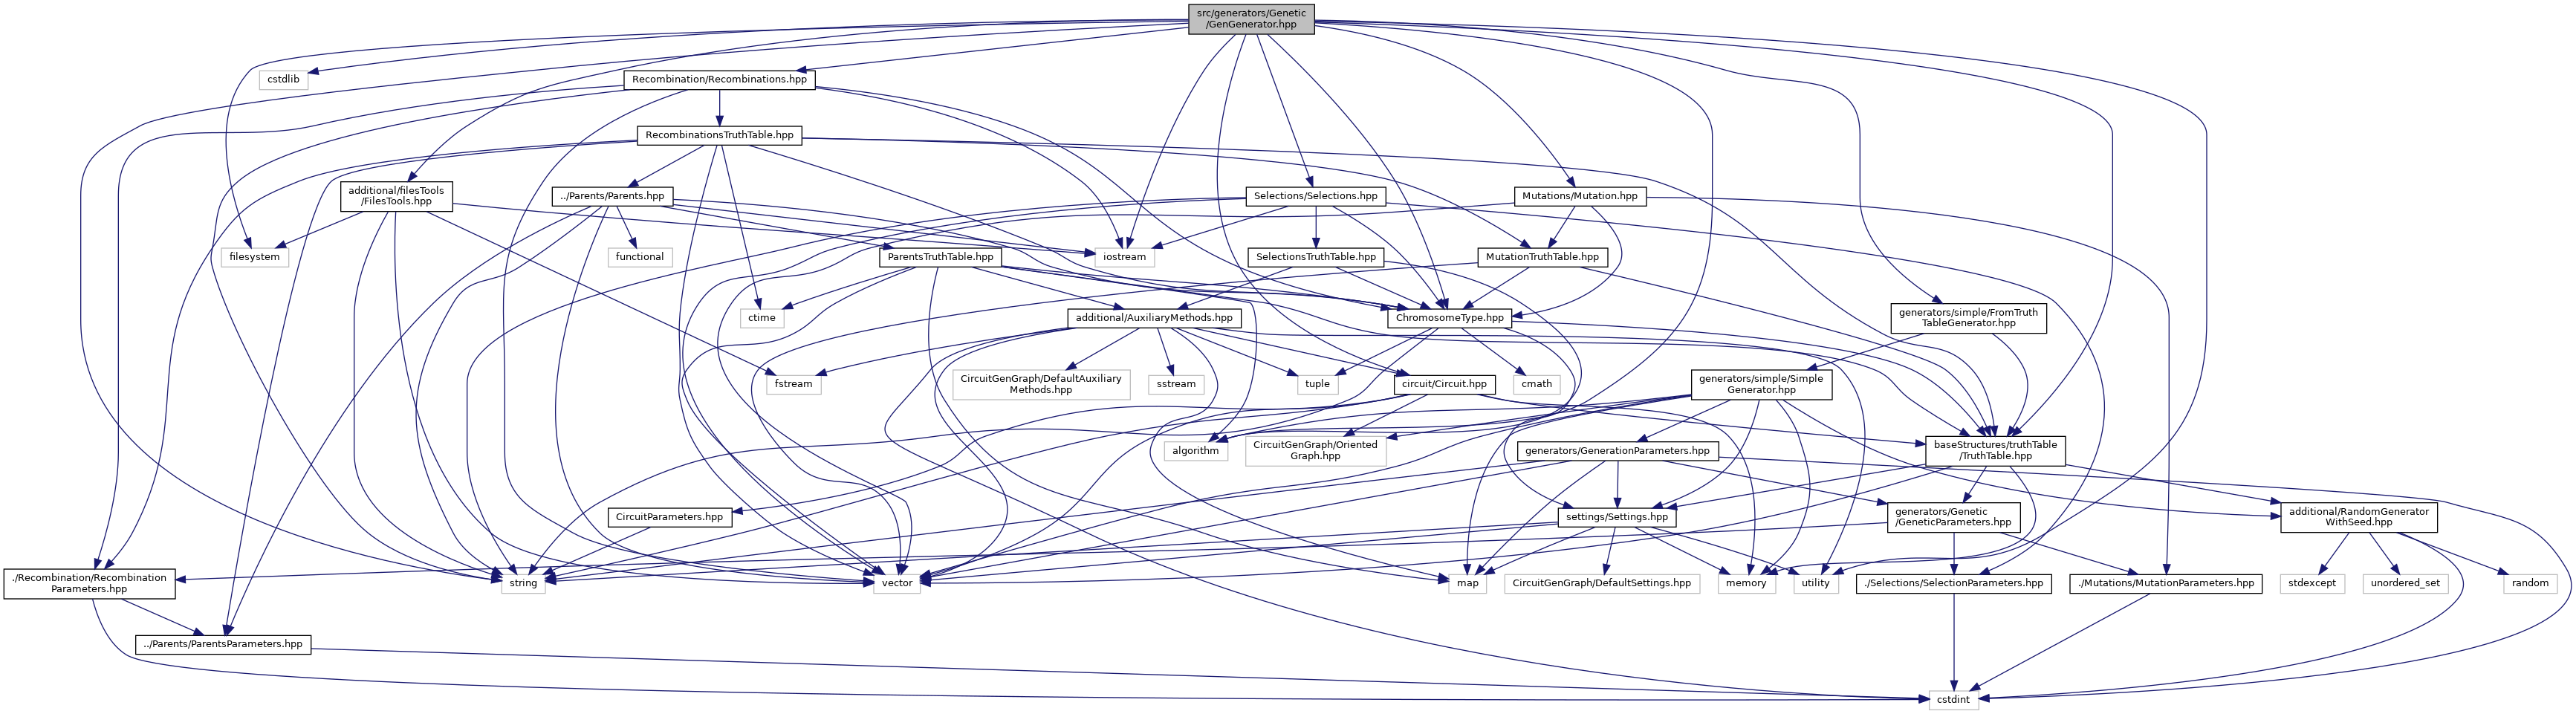 src/generators/Genetic
/GenGenerator.hpp
cstdlib
Recombination/Recombinations.hpp
RecombinationsTruthTable.hpp
additional/filesTools
/FilesTools.hpp
../Parents/Parents.hpp
Selections/Selections.hpp
Mutations/Mutation.hpp
filesystem
functional
ParentsTruthTable.hpp
iostream
SelectionsTruthTable.hpp
MutationTruthTable.hpp
ctime
additional/AuxiliaryMethods.hpp
ChromosomeType.hpp
generators/simple/FromTruth
TableGenerator.hpp
fstream
CircuitGenGraph/DefaultAuxiliary
Methods.hpp
sstream
tuple
circuit/Circuit.hpp
cmath
generators/simple/Simple
Generator.hpp
algorithm
CircuitGenGraph/Oriented
Graph.hpp
generators/GenerationParameters.hpp
baseStructures/truthTable
/TruthTable.hpp
CircuitParameters.hpp
settings/Settings.hpp
generators/Genetic
/GeneticParameters.hpp
additional/RandomGenerator
WithSeed.hpp
./Recombination/Recombination
Parameters.hpp
string
vector
map
CircuitGenGraph/DefaultSettings.hpp
memory
utility
./Selections/SelectionParameters.hpp
./Mutations/MutationParameters.hpp
stdexcept
unordered_set
random
../Parents/ParentsParameters.hpp
cstdint